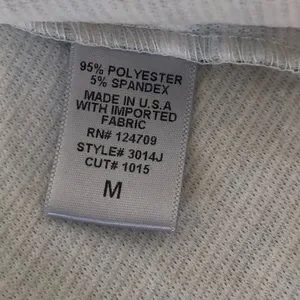 95% POLYESTER
5% SPANDEX
MADE IN U.S.A
WITH IMPORTED
FABRIC
RN# 124709
STYLE# 3014J
CUT# 1015
M